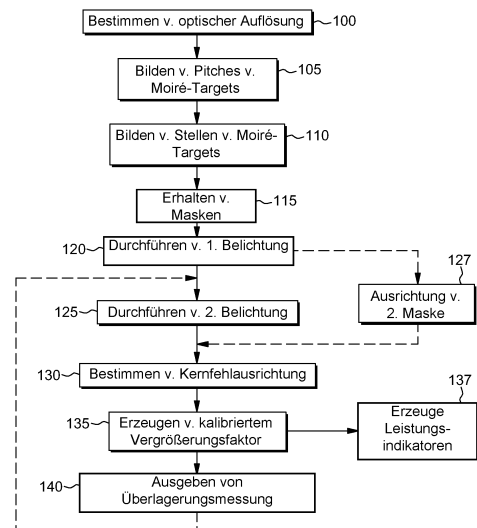 Bestimmen v. optischer Auflösung
100
Bilden v. Pitches v.
Moiré-Targets
105
Bilden v. Stellen v. Moiré-
Targets
110
Erhalten v.
Masken
115
120
Durchführen v. 1. Belichtung
127
Ausrichtung v.
2. Maske
125
Durchführen v. 2. Belichtung
130
Bestimmen v. Kernfehlausrichtung
137
135
Erzeugen v. kalibriertem
Vergrößerungsfaktor
Erzeuge
Leistungs-
indikatoren
140
Ausgeben von
Überlagerungsmessung